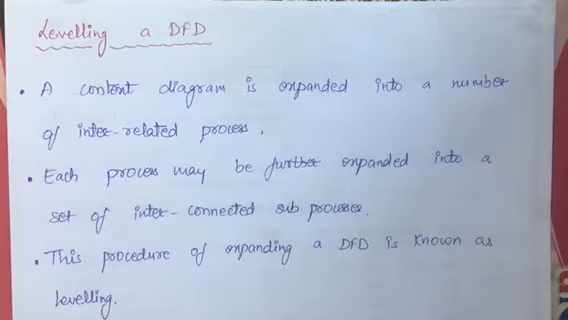 Levelling a DFD
• A context diagram is expanded into a number
of inter-related process.
• Each process may be further expanded into a
set of inter-connected sub processes.
• This procedure of expanding a DFD is known as
levelling.